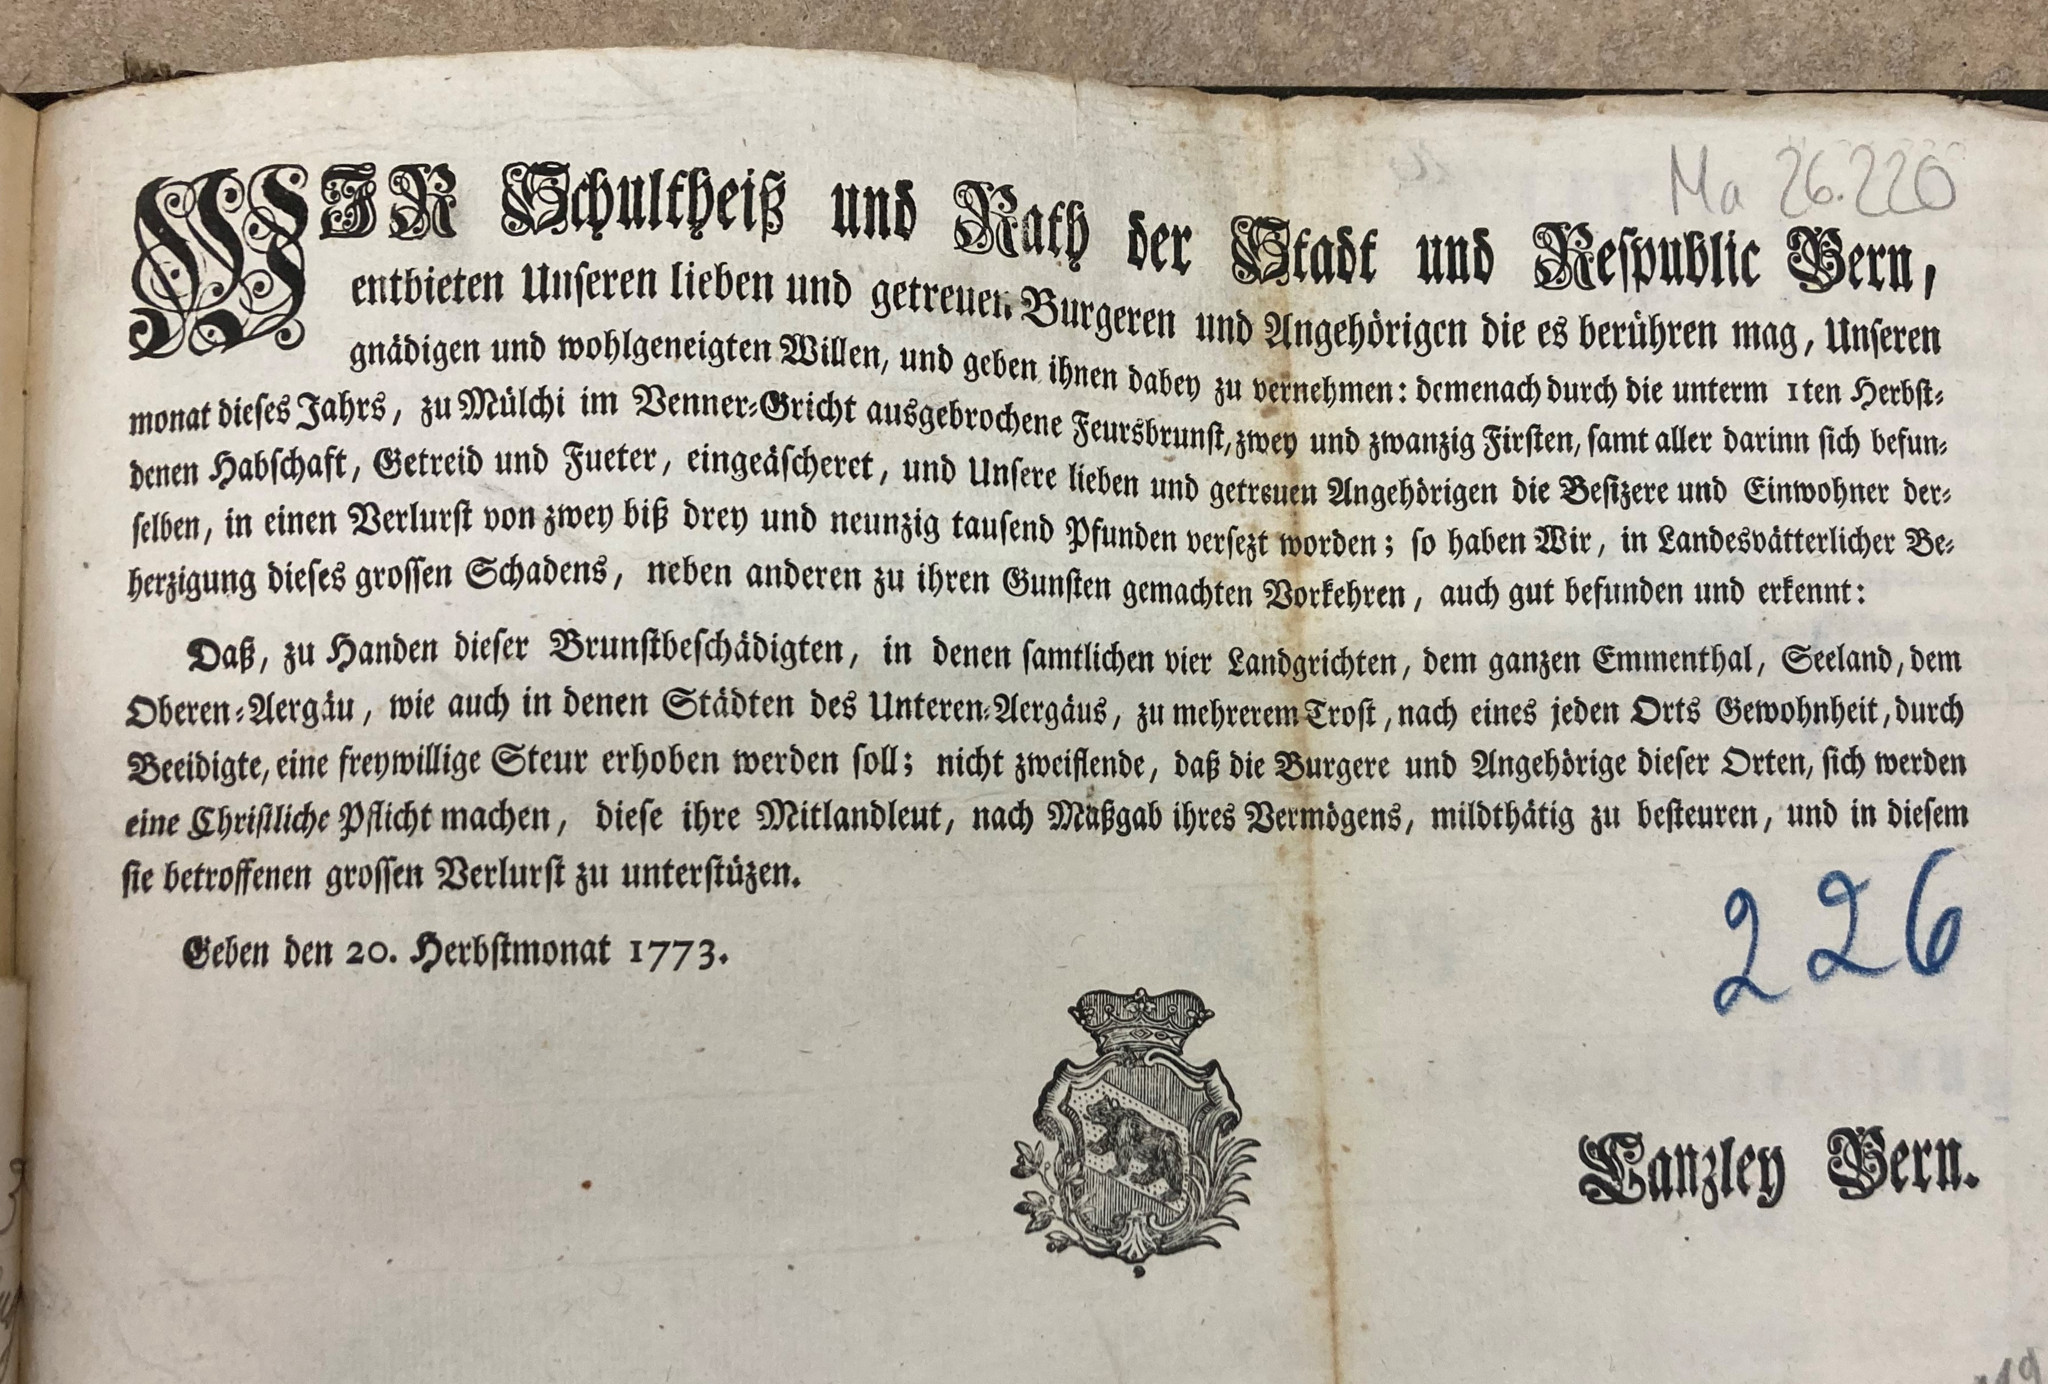 Ma 26.226
WIR Schultheiß und Rath der Stadt und Respublic Bern,
entbieten Unseren lieben und getreuen Burgeren und Angehörigen die es berühren mag, Unseren
gnädigen und wohlgeneigten Willen, und geben ihnen dabey zu vernehmen: demenach durch die unterm 1ten Herbst-
monat dieses Jahrs, zu Mülchi im Venner-Gricht ausgebrochene Feursbrunst, zwey und zwanzig Firsten, samt aller darinn sich befun-
denen Habschaft, Getreid und Fueter, eingeäscheret, und Unsere lieben und getreuen Angehörigen die Besizere und Einwohner der-
selben, in einen Verlurst von zwey biß drey und neunzig tausend Pfunden versezt worden; so haben Wir, in Landesvätterlicher Be-
herzigung dieses grossen Schadens, neben anderen zu ihren Gunsten gemachten Vorkehren, auch gut befunden und erkennt:
Daß, zu Handen dieser Brunstbeschädigten, in denen samtlichen vier Landgrichten, dem ganzen Emmenthal, Seeland, dem
Oberen-Aergäu, wie auch in denen Städten des Unteren-Aergäus, zu mehrerem Trost, nach eines jeden Orts Gewohnheit, durch
Beeidigte, eine freywillige Steur erhoben werden soll; nicht zweiflende, daß die Burgere und Angehörige dieser Orten, sich werden
eine Christliche Pflicht machen, diese ihre Mitlandleut, nach Maßgab ihres Vermögens, mildthätig zu besteuren, und in diesem
sie betroffenen grossen Verlurst zu unterstüzen.
226
Geben den 20. Herbstmonat 1773.
Canzley Bern.